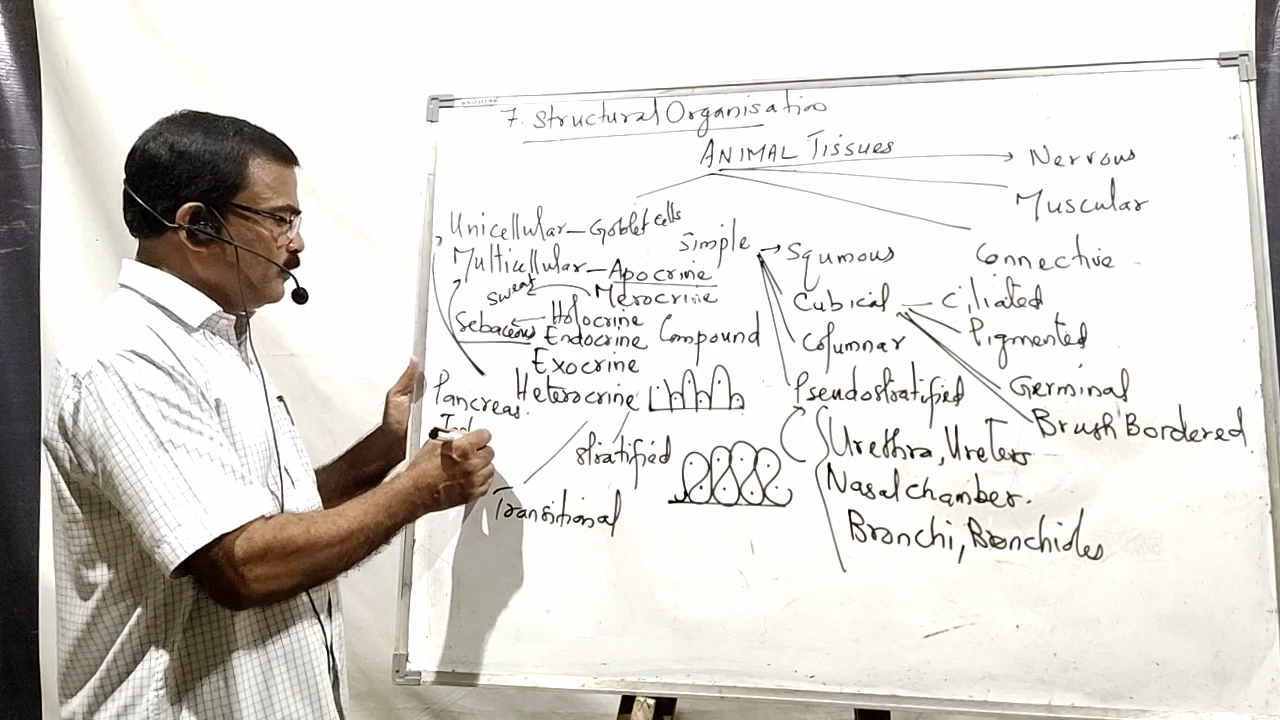 7. Structural Organisation
ANIMAL Tissues
Nervous
Muscular
Connective
Unicellular – Goblet cells
Multicellular – Apocrine
Sweat Merocrine
Sebaceous Holocrine
Endocrine
Exocrine
Pancreas. Heterocrine
Simple Squmous
Cubical Ciliated
Pigmented
Germinal
Brush Bordered
Columnar
Pseudostratified
Urethra, Ureters
Nasal chamber.
Bronchi, Bronchioles
Compound
Stratified
Transitional